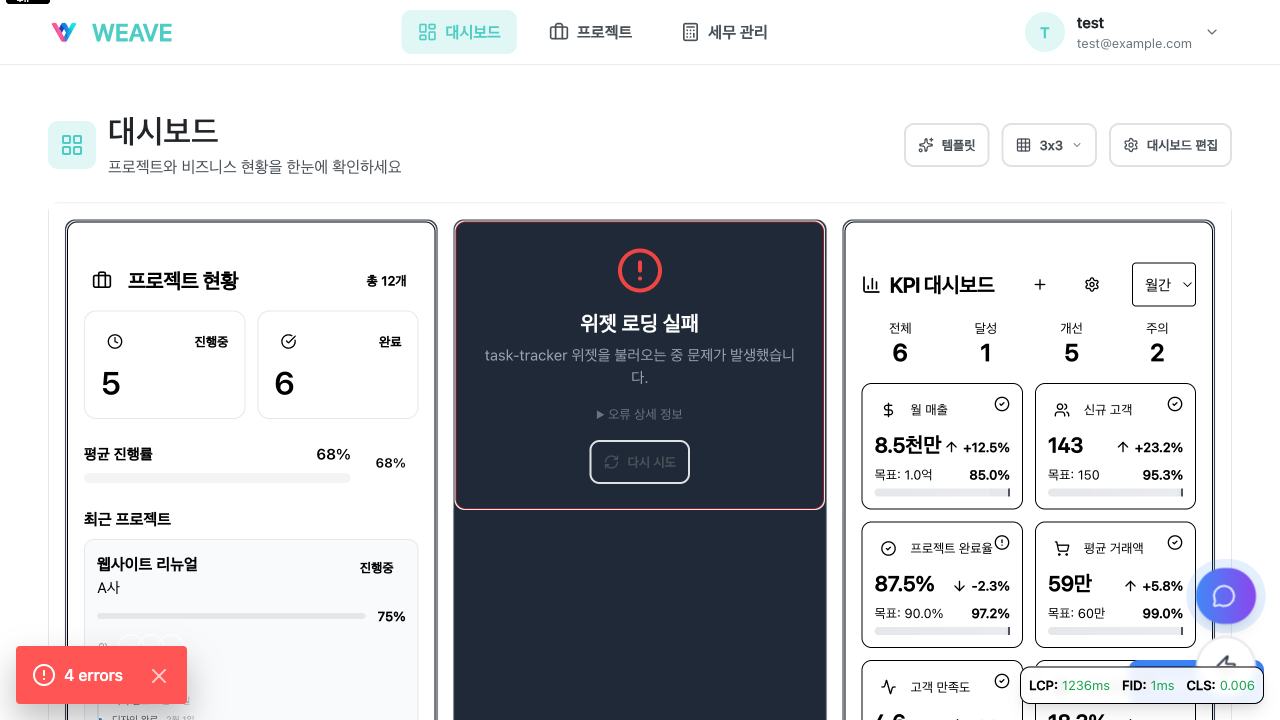 WEAVE
대시보드
프로젝트
세무 관리
T
test
test@example.com
대시보드
프로젝트와 비즈니스 현황을 한눈에 확인하세요
템플릿
3x3
대시보드 편집
프로젝트 현황
총 12개
진행중
5
완료
6
평균 진행률
68%
68%
최근 프로젝트
웹사이트 리뉴얼
진행중
A사
75%
위젯 로딩 실패
task-tracker 위젯을 불러오는 중 문제가 발생했습니
다.
▶ 오류 상세 정보
다시 시도
KPI 대시보드
월간
전체
6
달성
1
개선
5
주의
2
월 매출
8.5천만
+12.5%
목표: 1.0억
85.0%
신규 고객
143
+23.2%
목표: 150
95.3%
프로젝트 완료율
87.5%
-2.3%
목표: 90.0%
97.2%
평균 거래액
59만
+5.8%
목표: 60만
99.0%
고객 만족도
4 errors
LCP: 1236ms
FID: 1ms
CLS: 0.006